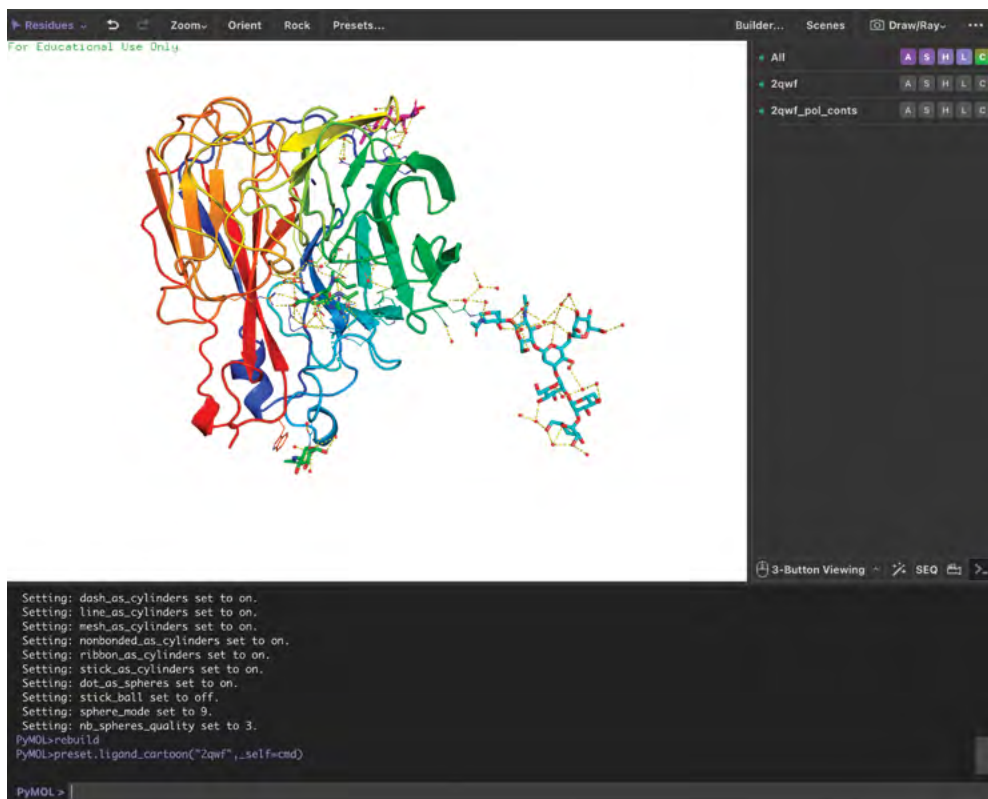 Residues Zoom Orient Rock Presets... Builder... Scenes Draw/Ray ...
For Educational Use Only
All A S H L C
2qwf A S H L C
2qwf_pol_conts A S H L C
3-Button Viewing SEQ
Setting: dash_as_cylinders set to on.
Setting: line_as_cylinders set to on.
Setting: mesh_as_cylinders set to on.
Setting: nonbonded_as_cylinders set to on.
Setting: ribbon_as_cylinders set to on.
Setting: stick_as_cylinders set to on.
Setting: dot_as_spheres set to on.
Setting: stick_ball set to off.
Setting: sphere_mode set to 9.
Setting: nb_spheres_quality set to 3.
PyMOL>rebuild
PyMOL>preset.ligand_cartoon("2qwf",_self=cmd)
PyMOL >